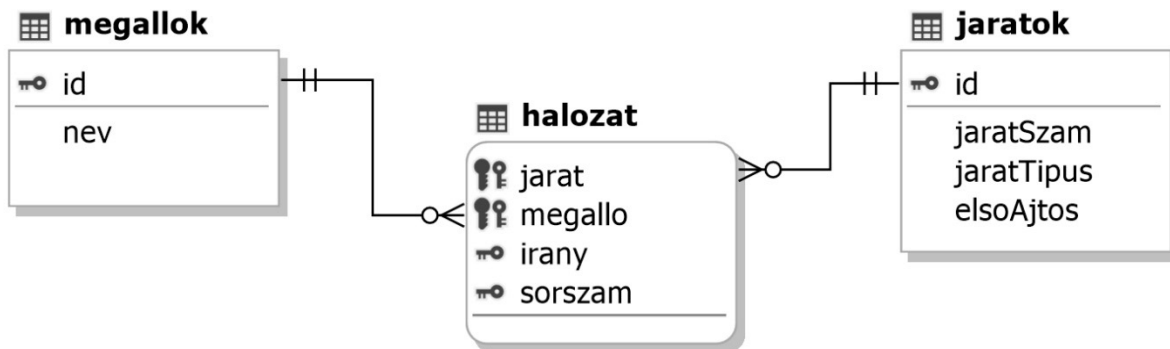 megallok
id
nev
halozat
jarat
megallo
irany
sorszam
jaratok
id
jaratSzam
jaratTipus
elsoAjtos